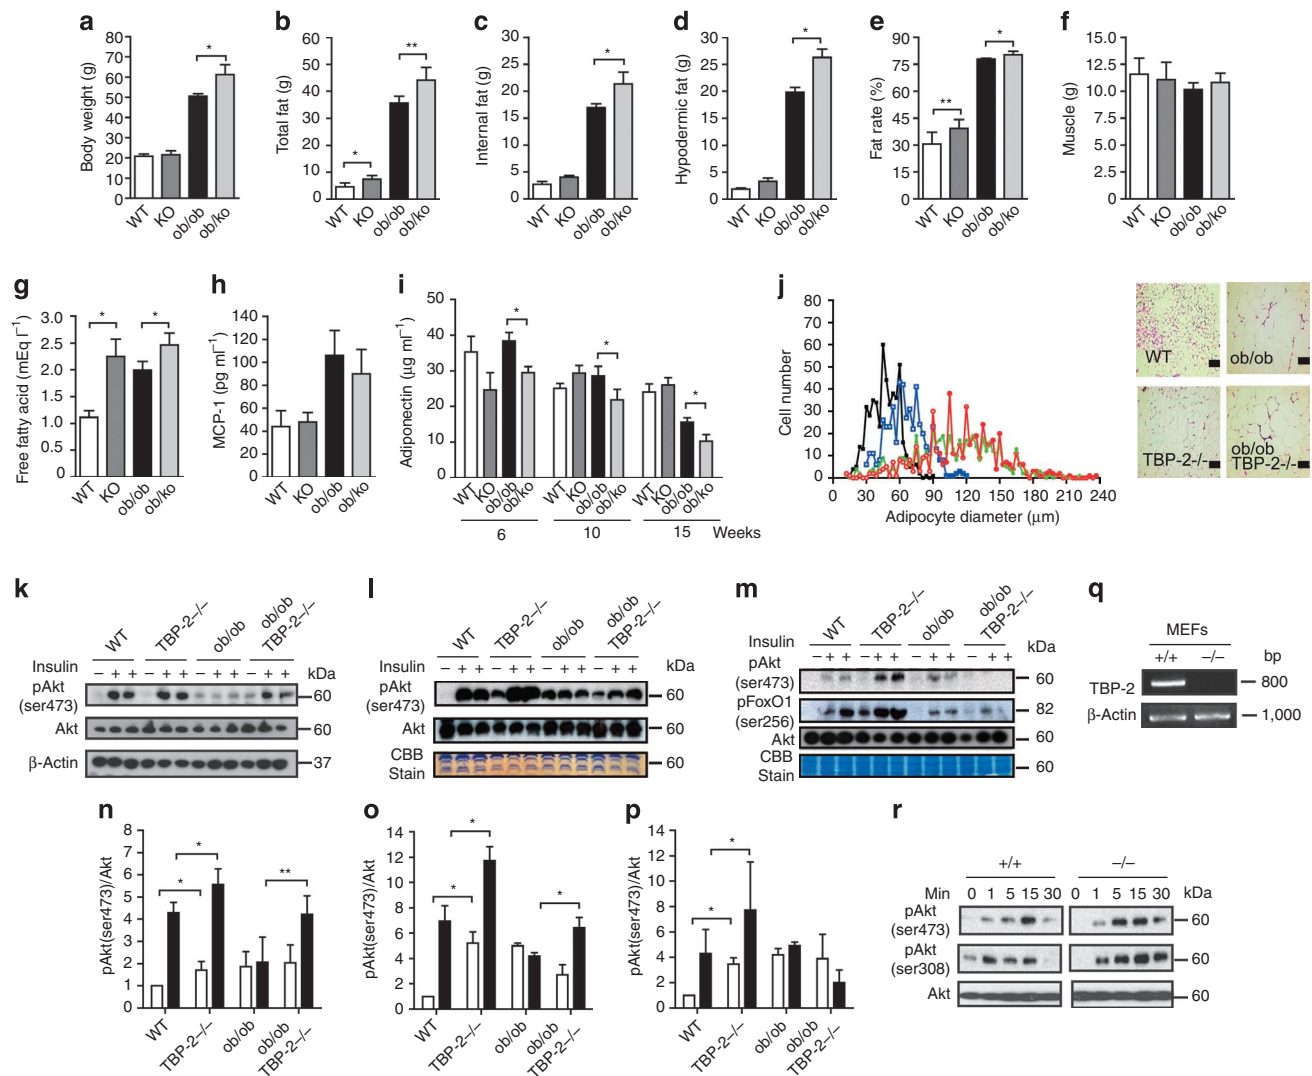 a
b
c
d
e
f
Body weight (g)
80
70
60
50
40
30
20
10
0
*
WT
KO
ob/ob
ob/ko
Total fat (g)
60
50
40
30
20
10
0
*
**
WT
KO
ob/ob
ob/ko
Internal fat (g)
30
25
20
15
10
5
0
*
WT
KO
ob/ob
ob/ko
Hypodermic fat (g)
30
25
20
15
10
5
0
*
WT
KO
ob/ob
ob/ko
Fat rate (%)
90
75
60
45
30
15
0
**
*
WT
KO
ob/ob
ob/ko
Muscle (g)
15.0
12.5
10.0
7.5
5.0
2.5
0
WT
KO
ob/ob
ob/ko
g
h
i
j
Free fatty acid (mEq l−1)
3.0
2.5
2.0
1.5
1.0
0.5
0
*
*
WT
KO
ob/ob
ob/ko
MCP-1 (pg ml−1)
140
120
100
80
60
40
20
0
WT
KO
ob/ob
ob/ko
Adiponectin (μg ml−1)
50
40
30
20
10
0
*
*
*
WT
KO
ob/ob
ob/ko
WT
KO
ob/ob
ob/ko
WT
KO
ob/ob
ob/ko
6
10
15
Weeks
Cell number
80
70
60
50
40
30
20
10
0
0
30
60
90
120
150
180
210
240
Adipocyte diameter (μm)
WT
ob/ob
TBP-2-/-
ob/ob
TBP-2-/-
k
l
m
q
WT
TBP-2−/−
ob/ob
ob/ob
TBP-2−/−
Insulin
− + + − + + − + + − + +
kDa
pAkt
(ser473)
60
Akt
60
β-Actin
37
WT
TBP-2−/−
ob/ob
ob/ob
TBP-2−/−
Insulin
− + + − + + − + + − + +
kDa
pAkt
(ser473)
60
Akt
60
CBB
Stain
60
WT
TBP-2−/−
ob/ob
ob/ob
TBP-2−/−
Insulin
− + + − + + − + + − + +
kDa
pAkt
(ser473)
60
pFoxO1
(ser256)
82
Akt
60
CBB
Stain
60
MEFs
+/+ −/−
bp
TBP-2
800
β-Actin
1,000
n
o
p
r
pAkt(ser473)/Akt
8
7
6
5
4
3
2
1
0
*
*
**
WT
TBP-2−/−
ob/ob
ob/ob
TBP-2−/−
pAkt(ser473)/Akt
14
12
10
8
6
4
2
0
*
*
*
WT
TBP-2−/−
ob/ob
ob/ob
TBP-2−/−
pAkt(ser473)/Akt
14
12
10
8
6
4
2
0
*
*
WT
TBP-2−/−
ob/ob
ob/ob
TBP-2−/−
+/+
−/−
Min 0 1 5 15 30 0 1 5 15 30 kDa
pAkt
(ser473)
60
pAkt
(ser308)
60
Akt
60